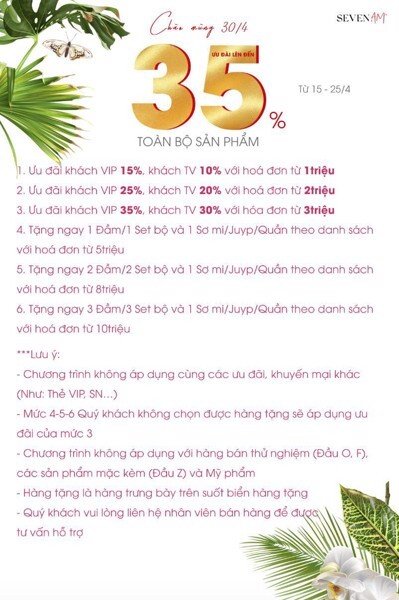 Chào mừng 30/4
SEVENAM
ƯU ĐÃI LÊN ĐẾN
35%
Từ 15 - 25/4
TOÀN BỘ SẢN PHẨM
1. Ưu đãi khách VIP 15%, khách TV 10% với hoá đơn từ 1triệu
2. Ưu đãi khách VIP 25%, khách TV 20% với hoá đơn từ 2triệu
3. Ưu đãi khách VIP 35%, khách TV 30% với hóa đơn từ 3triệu
4. Tặng ngay 1 Đầm/1 Set bộ và 1 Sơ mi/Juyp/Quần theo danh sách
với hoá đơn từ 5triệu
5. Tặng ngay 2 Đầm/2 Set bộ và 1 Sơ mi/Juyp/Quần theo danh sách
với hoá đơn từ 8triệu
6. Tặng ngay 3 Đầm/3 Set bộ và 1 Sơ mi/Juyp/Quần theo danh sách
với hoá đơn từ 10triệu
***Lưu ý:
- Chương trình không áp dụng cùng các ưu đãi, khuyến mại khác
(Như: Thẻ VIP, SN...)
- Mức 4-5-6 Quý khách không chọn được hàng tặng sẽ áp dụng ưu
đãi của mức 3
- Chương trình không áp dụng với hàng bán thử nghiệm (Đầu O, F),
các sản phẩm mặc kèm (Đầu Z) và Mỹ phẩm
- Hàng tặng là hàng trưng bày trên suốt biển hàng tặng
- Quý khách vui lòng liên hệ nhân viên bán hàng để được
tư vấn hỗ trợ